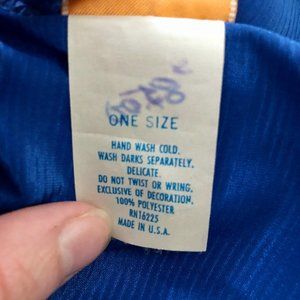 ONE SIZE
HAND WASH COLD.
WASH DARKS SEPARATELY.
DELICATE.
DO NOT TWIST OR WRING.
EXCLUSIVE OF DECORATION.
100% POLYESTER
RN16225
MADE IN U.S.A.